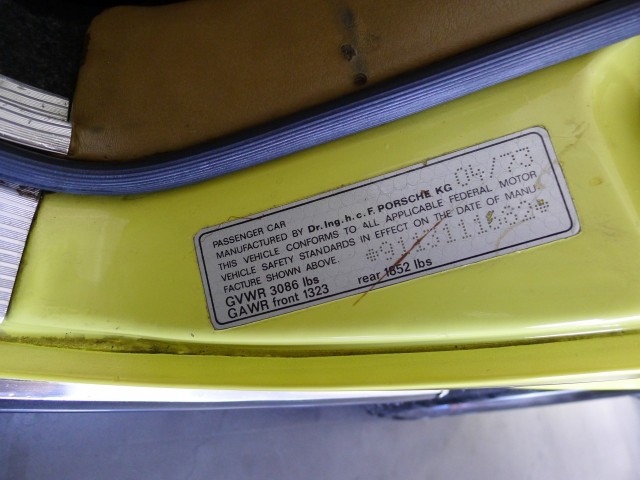 PASSENGER CAR
MANUFACTURED BY Dr. Ing. h. c. F. PORSCHE KG 04/73
THIS VEHICLE CONFORMS TO ALL APPLICABLE FEDERAL MOTOR
VEHICLE SAFETY STANDARDS IN EFFECT ON THE DATE OF MANU
FACTURE SHOWN ABOVE.
GVWR 3086 lbs
GAWR front 1323 rear 1852 lbs